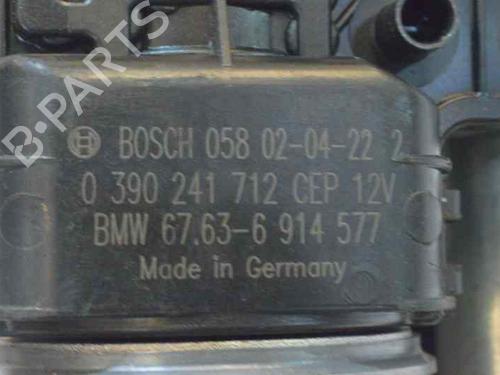 B-PARTS
BOSCH 058 02-04-22 2
0 390 241 712 CEP 12V
BMW 67.63-6 914 577
Made in Germany